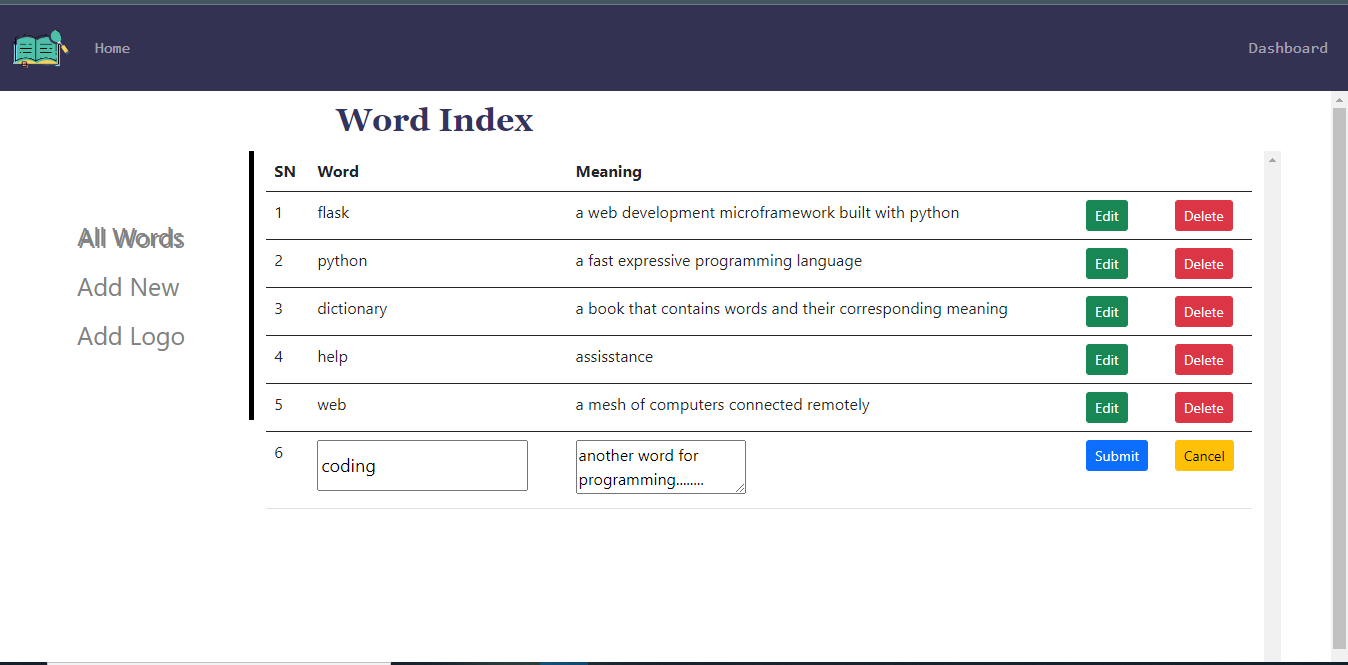 Home Dashboard
Word Index
All Words
Add New
Add Logo
SN Word Meaning
1 flask a web development microframework built with python Edit Delete
2 python a fast expressive programming language Edit Delete
3 dictionary a book that contains words and their corresponding meaning Edit Delete
4 help assisstance Edit Delete
5 web a mesh of computers connected remotely Edit Delete
6 coding another word for Submit Cancel
programming........